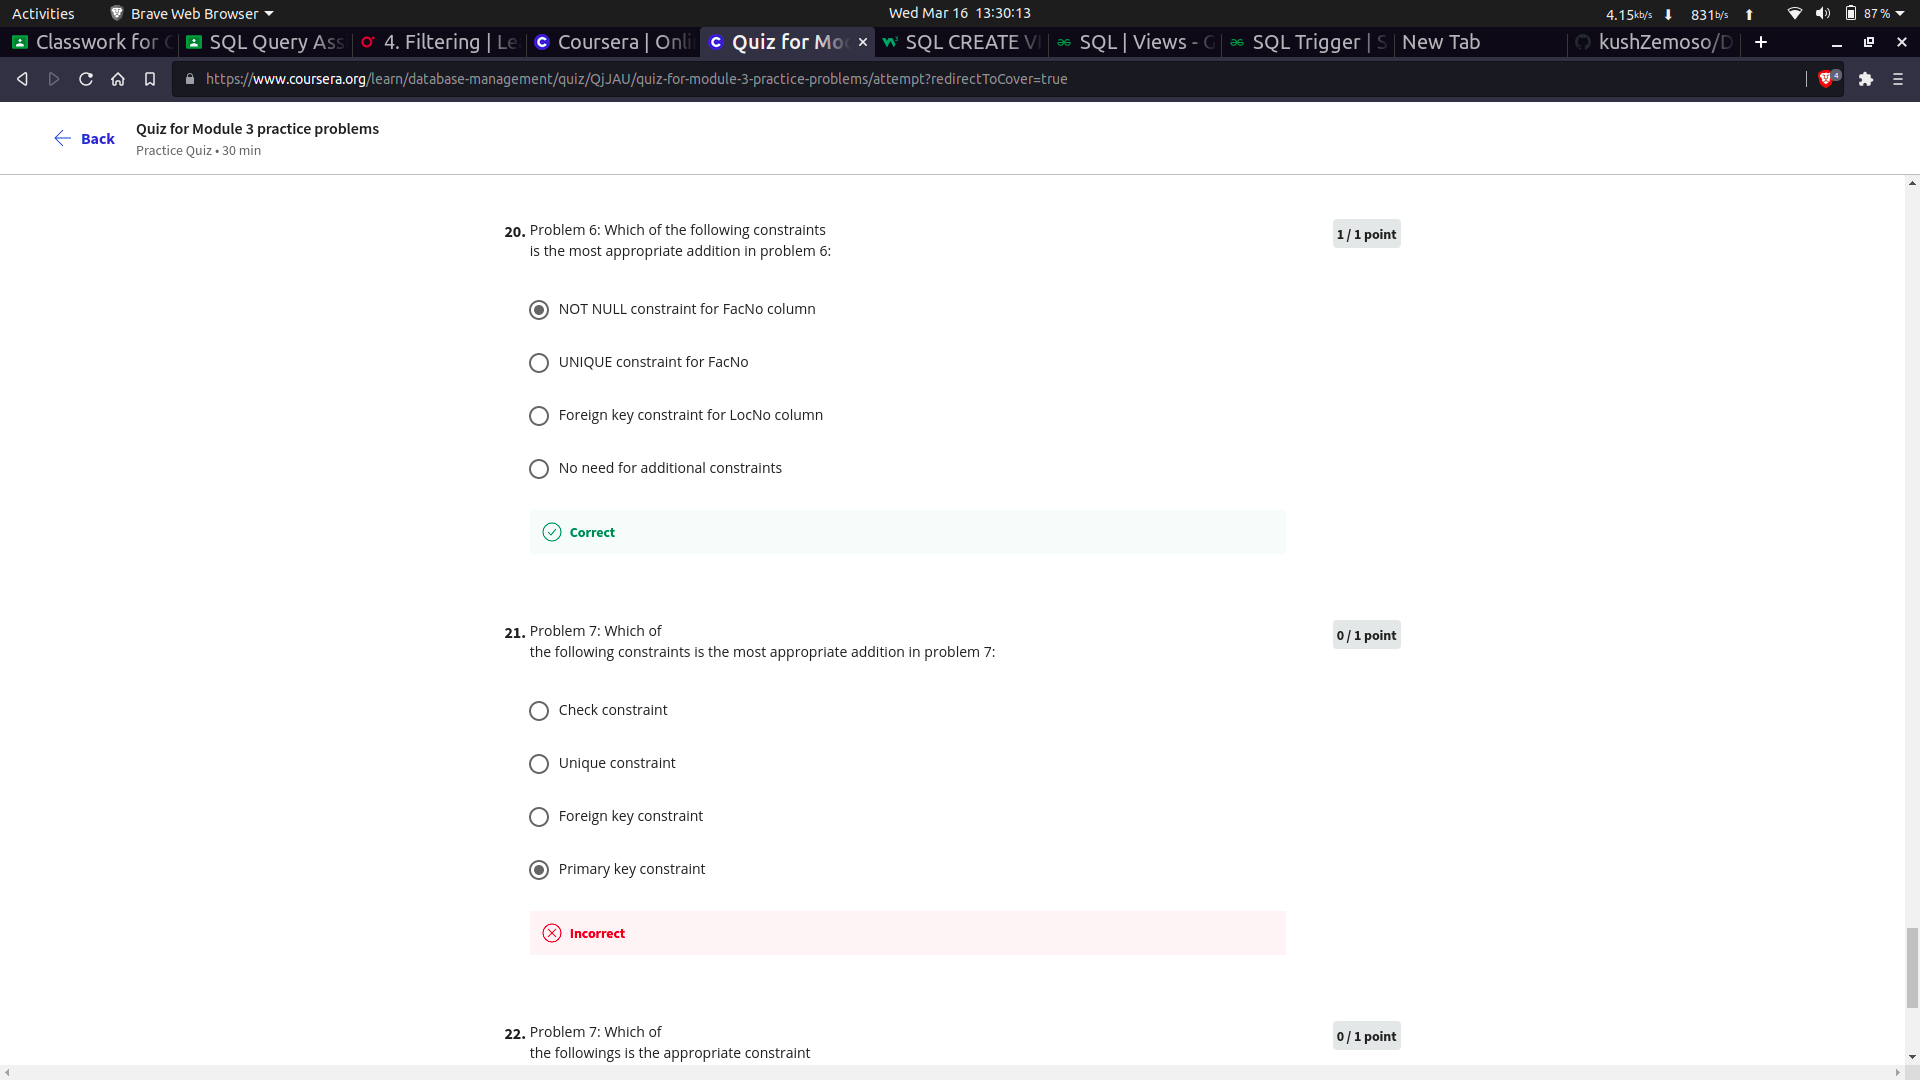 Activities
Brave Web Browser
Wed Mar 16 13:30:13
4.15kb/s
831b/s
87 %
Classwork for
SQL Query Ass
4. Filtering | Le
Coursera | Onli
Quiz for Mo
SQL CREATE VI
SQL | Views - G
SQL Trigger | S
New Tab
kushZemoso/D
https://www.coursera.org/learn/database-management/quiz/QjJAU/quiz-for-module-3-practice-problems/attempt?redirectToCover=true
4
Back
Quiz for Module 3 practice problems
Practice Quiz • 30 min
20. Problem 6: Which of the following constraints
is the most appropriate addition in problem 6:
1 / 1 point
NOT NULL constraint for FacNo column
UNIQUE constraint for FacNo
Foreign key constraint for LocNo column
No need for additional constraints
Correct
21. Problem 7: Which of
the following constraints is the most appropriate addition in problem 7:
0 / 1 point
Check constraint
Unique constraint
Foreign key constraint
Primary key constraint
Incorrect
22. Problem 7: Which of
the followings is the appropriate constraint
0 / 1 point